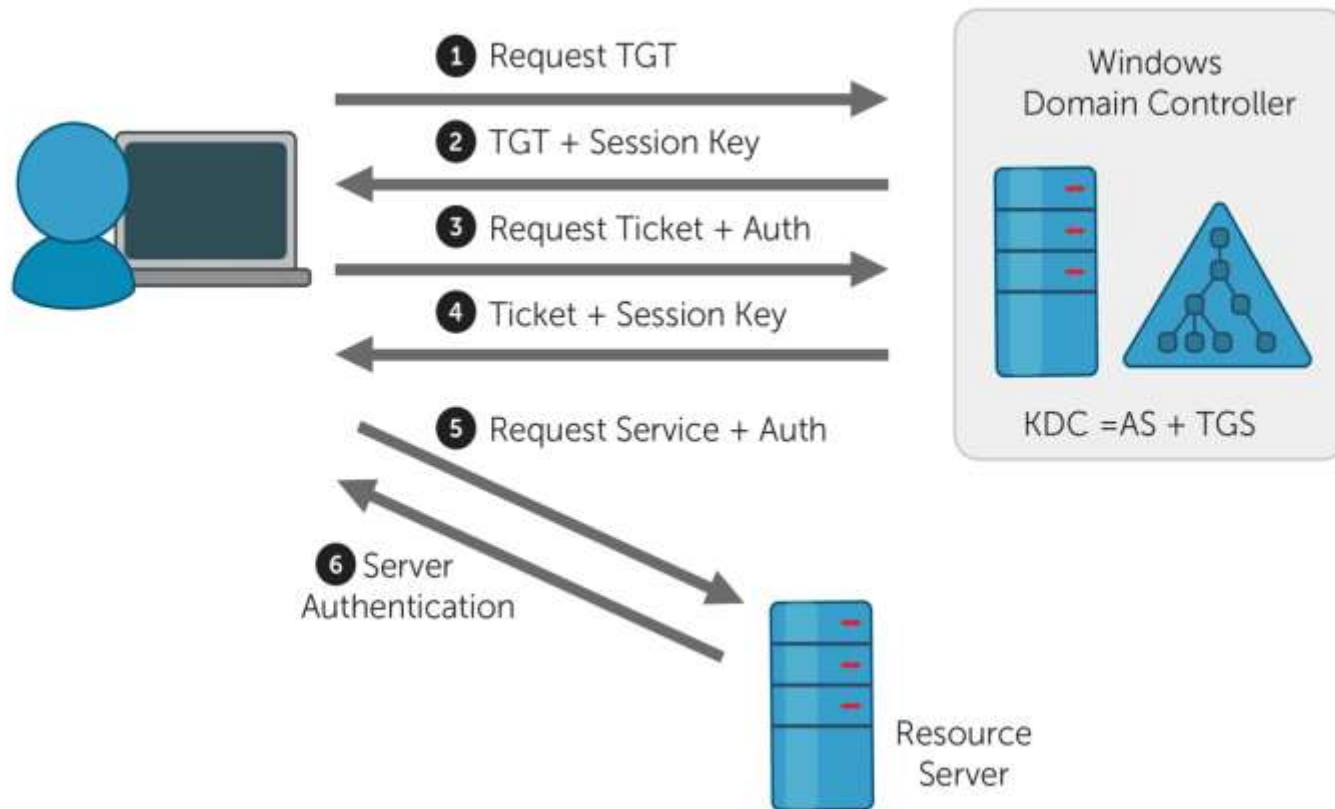 1 Request TGT
2 TGT + Session Key
3 Request Ticket + Auth
4 Ticket + Session Key
5 Request Service + Auth
6 Server
Authentication
Windows
Domain Controller
KDC =AS + TGS
Resource
Server